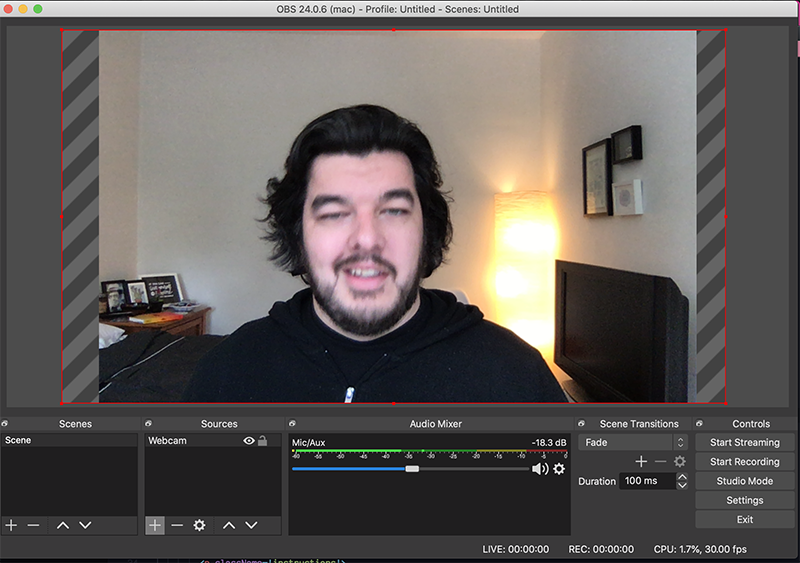 OBS 24.0.6 (mac) - Profile: Untitled - Scenes: Untitled
Scenes
Sources
Audio Mixer
Scene Transitions
Controls
Scene
Webcam
Mic/Aux
-18.3 dB
-60 -55 -50 -45 -40 -35 -30 -25 -20 -15 -10 -5 0
Fade
Duration
100 ms
Start Streaming
Start Recording
Studio Mode
Settings
Exit
LIVE: 00:00:00
REC: 00:00:00
CPU: 1.7%, 30.00 fps
<p className='instructions'>